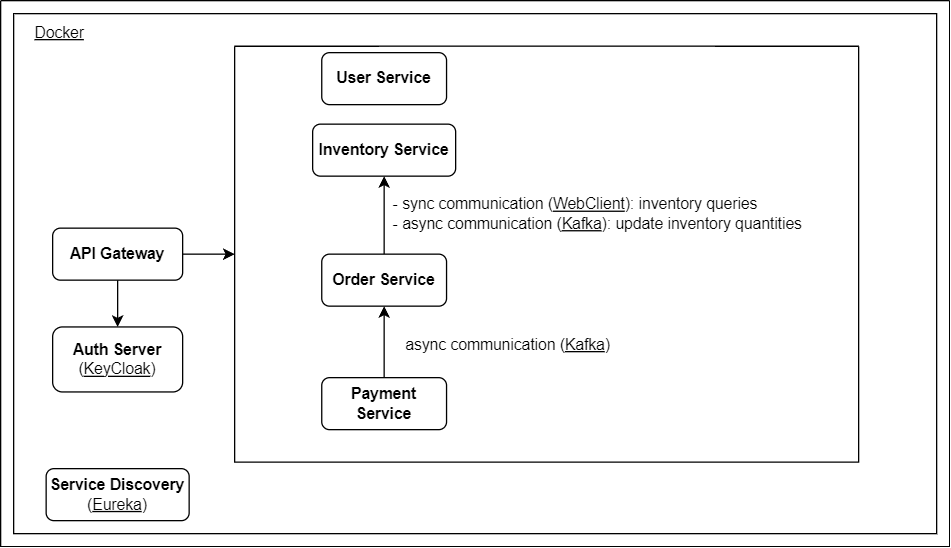 Docker
User Service
Inventory Service
- sync communication (WebClient): inventory queries
- async communication (Kafka): update inventory quantities
API Gateway
Order Service
Auth Server
(KeyCloak)
async communication (Kafka)
Payment
Service
Service Discovery
(Eureka)